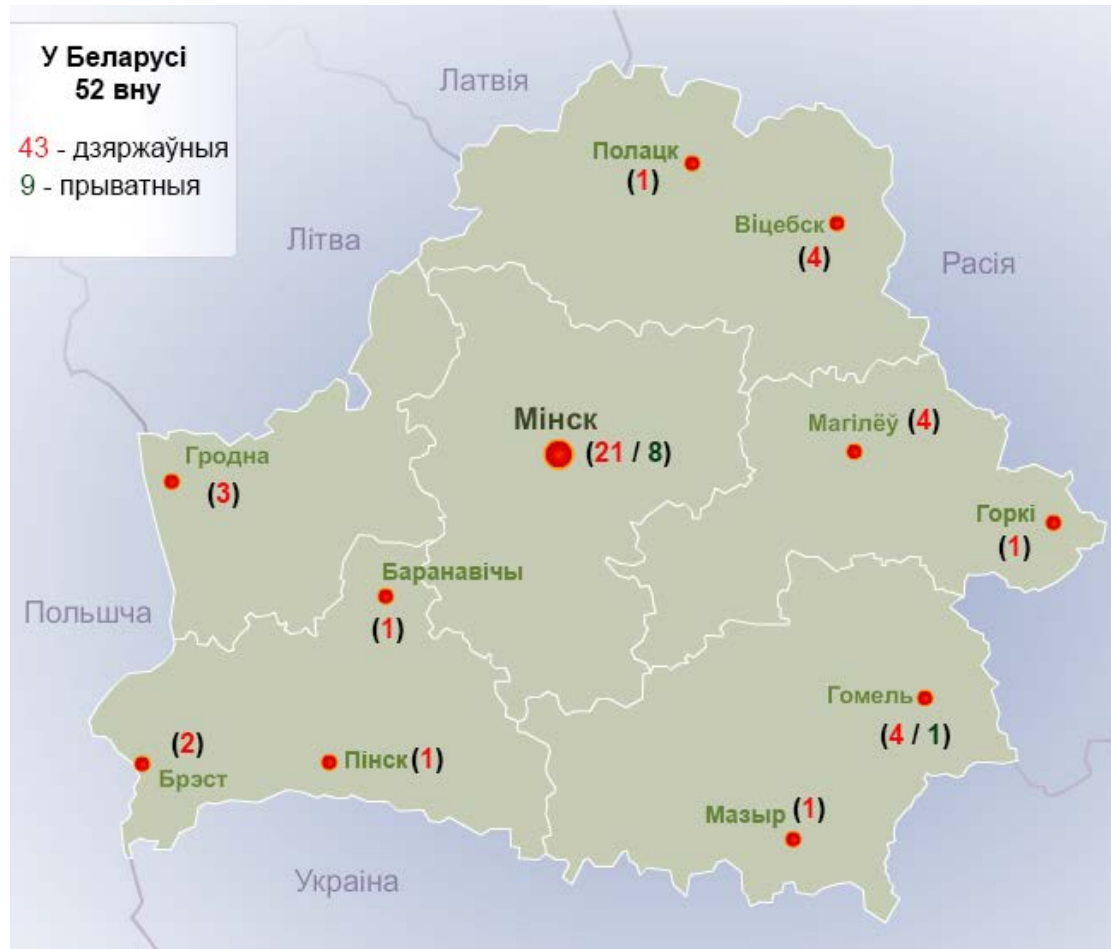 У Беларусі
52 вну
43 - дзяржаўныя
9 - прыватныя
Латвія
Полацк
(1)
Віцебск
(4)
Літва
Расія
Мінск
(21 / 8)
Магілёў (4)
Гродна
(3)
Горкі
(1)
Баранавічы
(1)
Польшча
Гомель
(4 / 1)
(2)
Брэст
Пінск (1)
Мазыр (1)
Украіна